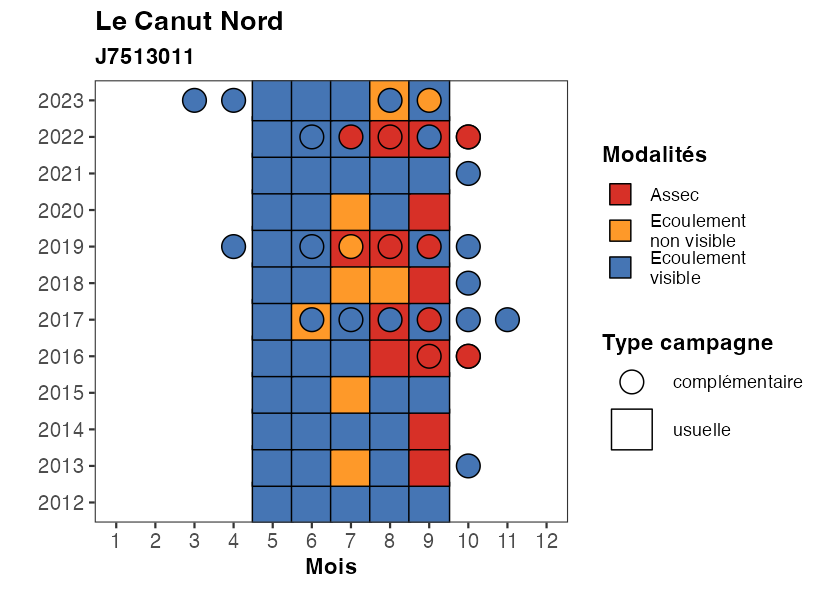 Le Canut Nord
J7513011
2023
2022
2021
2020
2019
2018
2017
2016
2015
2014
2013
2012
1 2 3 4 5 6 7 8 9 10 11 12
Mois
Modalités
Assec
Ecoulement
non visible
Ecoulement
visible
Type campagne
complémentaire
usuelle